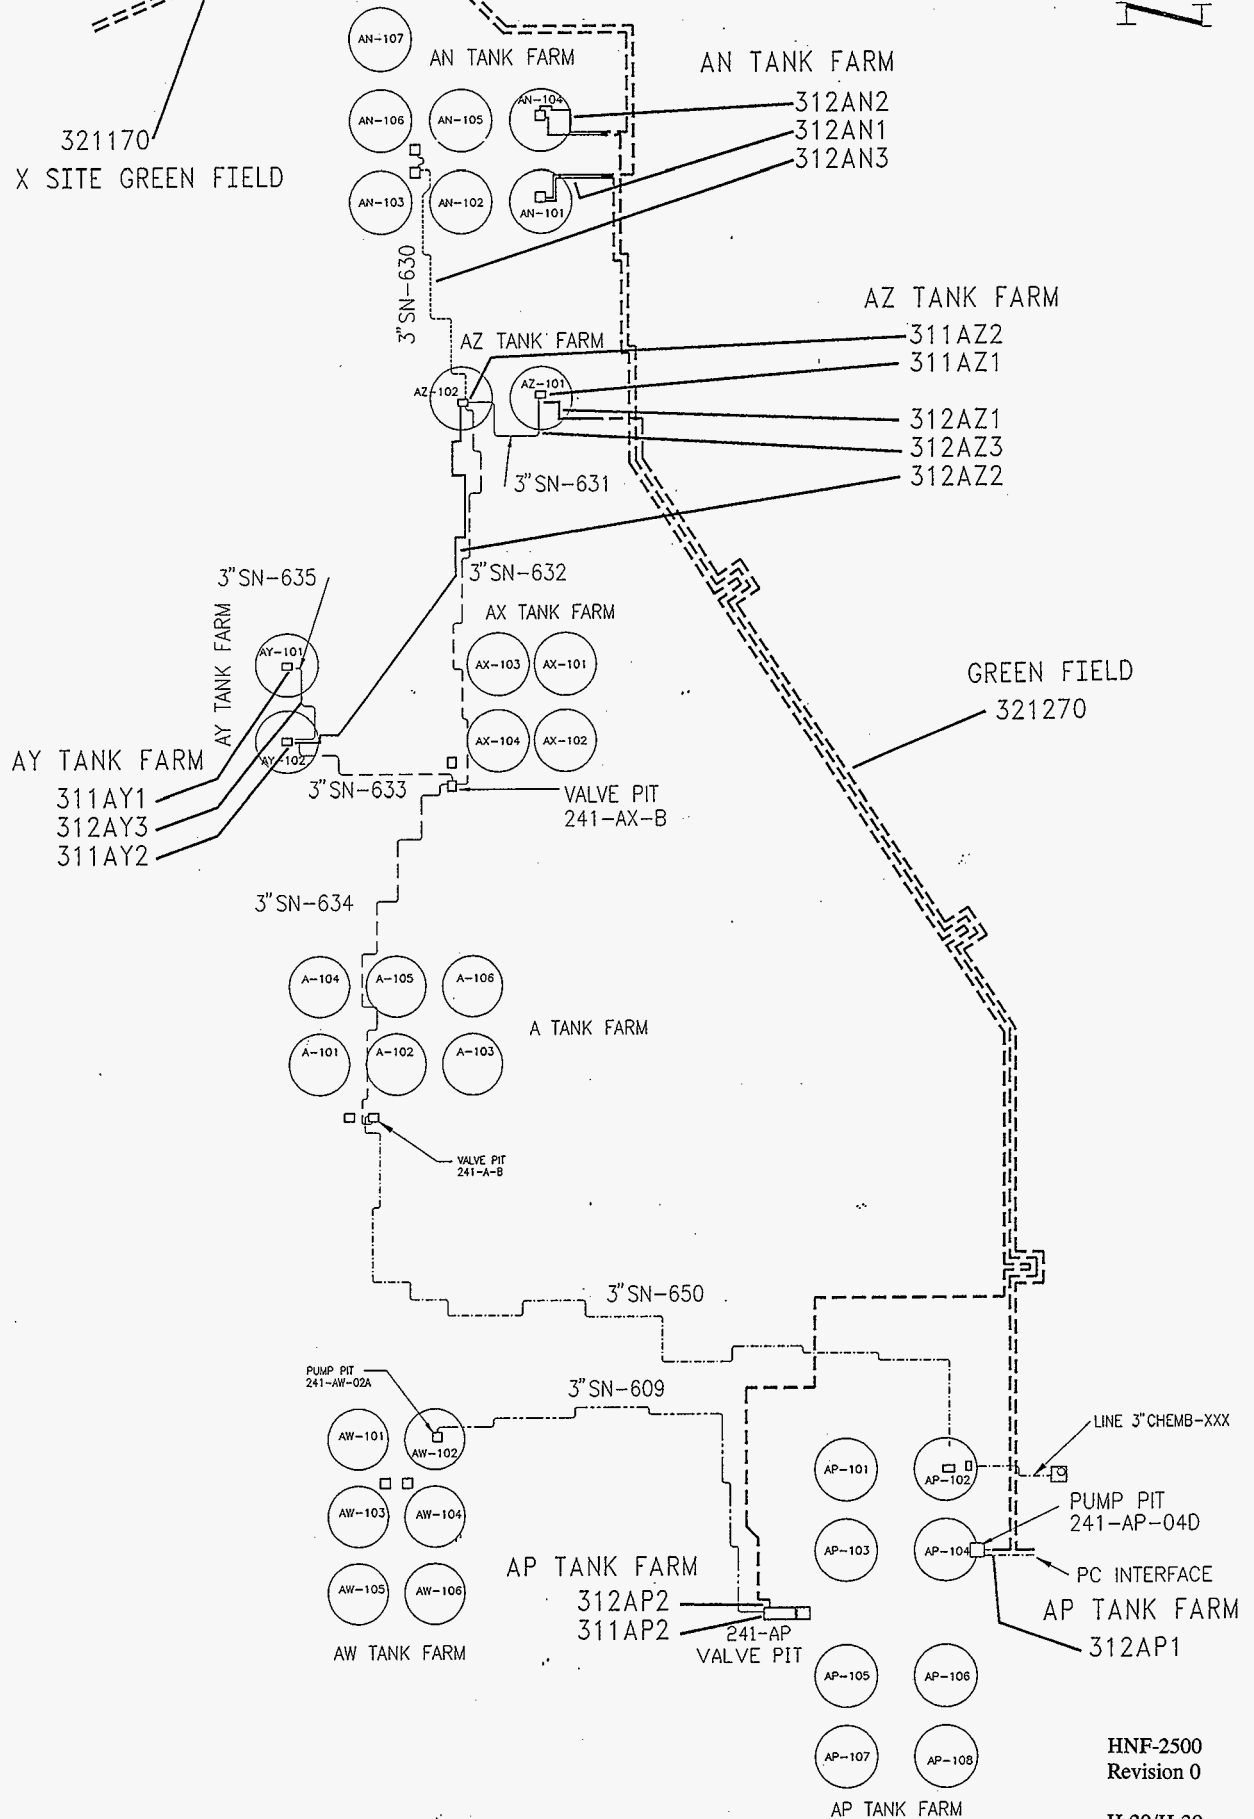 AN-107
AN TANK FARM
AN TANK FARM
AN-104
312AN2
AN-106
AN-105
312AN1
321170
312AN3
X SITE GREEN FIELD
AN-103
AN-102
AN-101
3"SN-630
AZ TANK FARM
AZ TANK FARM
311AZ2
311AZ1
AZ-102
AZ-101
312AZ1
312AZ3
312AZ2
3"SN-631
3"SN-635
3"SN-632
AY TANK FARM
AX TANK FARM
AY-101
AX-103
AX-101
GREEN FIELD
321270
AX-104
AX-102
AY-102
AY TANK FARM
311AY1
312AY3
311AY2
3"SN-633
VALVE PIT
241-AX-B
3"SN-634
A-104
A-105
A-106
A TANK FARM
A-101
A-102
A-103
VALVE PIT
241-A-B
3"SN-650
PUMP PIT
241-AW-02A
3"SN-609
AW-101
AW-102
LINE 3"CHEMB-XXX
AP-101
AP-102
AW-103
AW-104
PUMP PIT
241-AP-04D
AP-103
AP-104
PC INTERFACE
AP TANK FARM
312AP2
311AP2
AW-105
AW-106
AP TANK FARM
312AP1
241-AP
VALVE PIT
AW TANK FARM
AP-105
AP-106
AP-107
AP-108
HNF-2500
Revision 0
AP TANK FARM